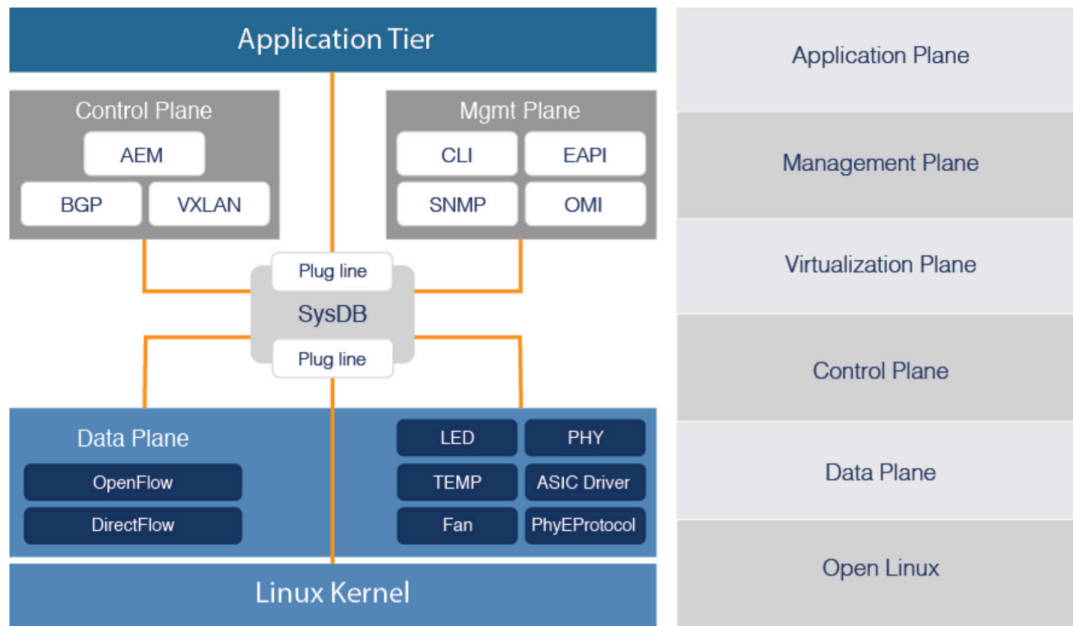 Application Tier
Control Plane
AEM
BGP
VXLAN
Mgmt Plane
CLI
EAPI
SNMP
OMI
Plug line
SysDB
Plug line
Data Plane
OpenFlow
DirectFlow
LED
PHY
TEMP
ASIC Driver
Fan
PhyEProtocol
Linux Kernel
Application Plane
Management Plane
Virtualization Plane
Control Plane
Data Plane
Open Linux